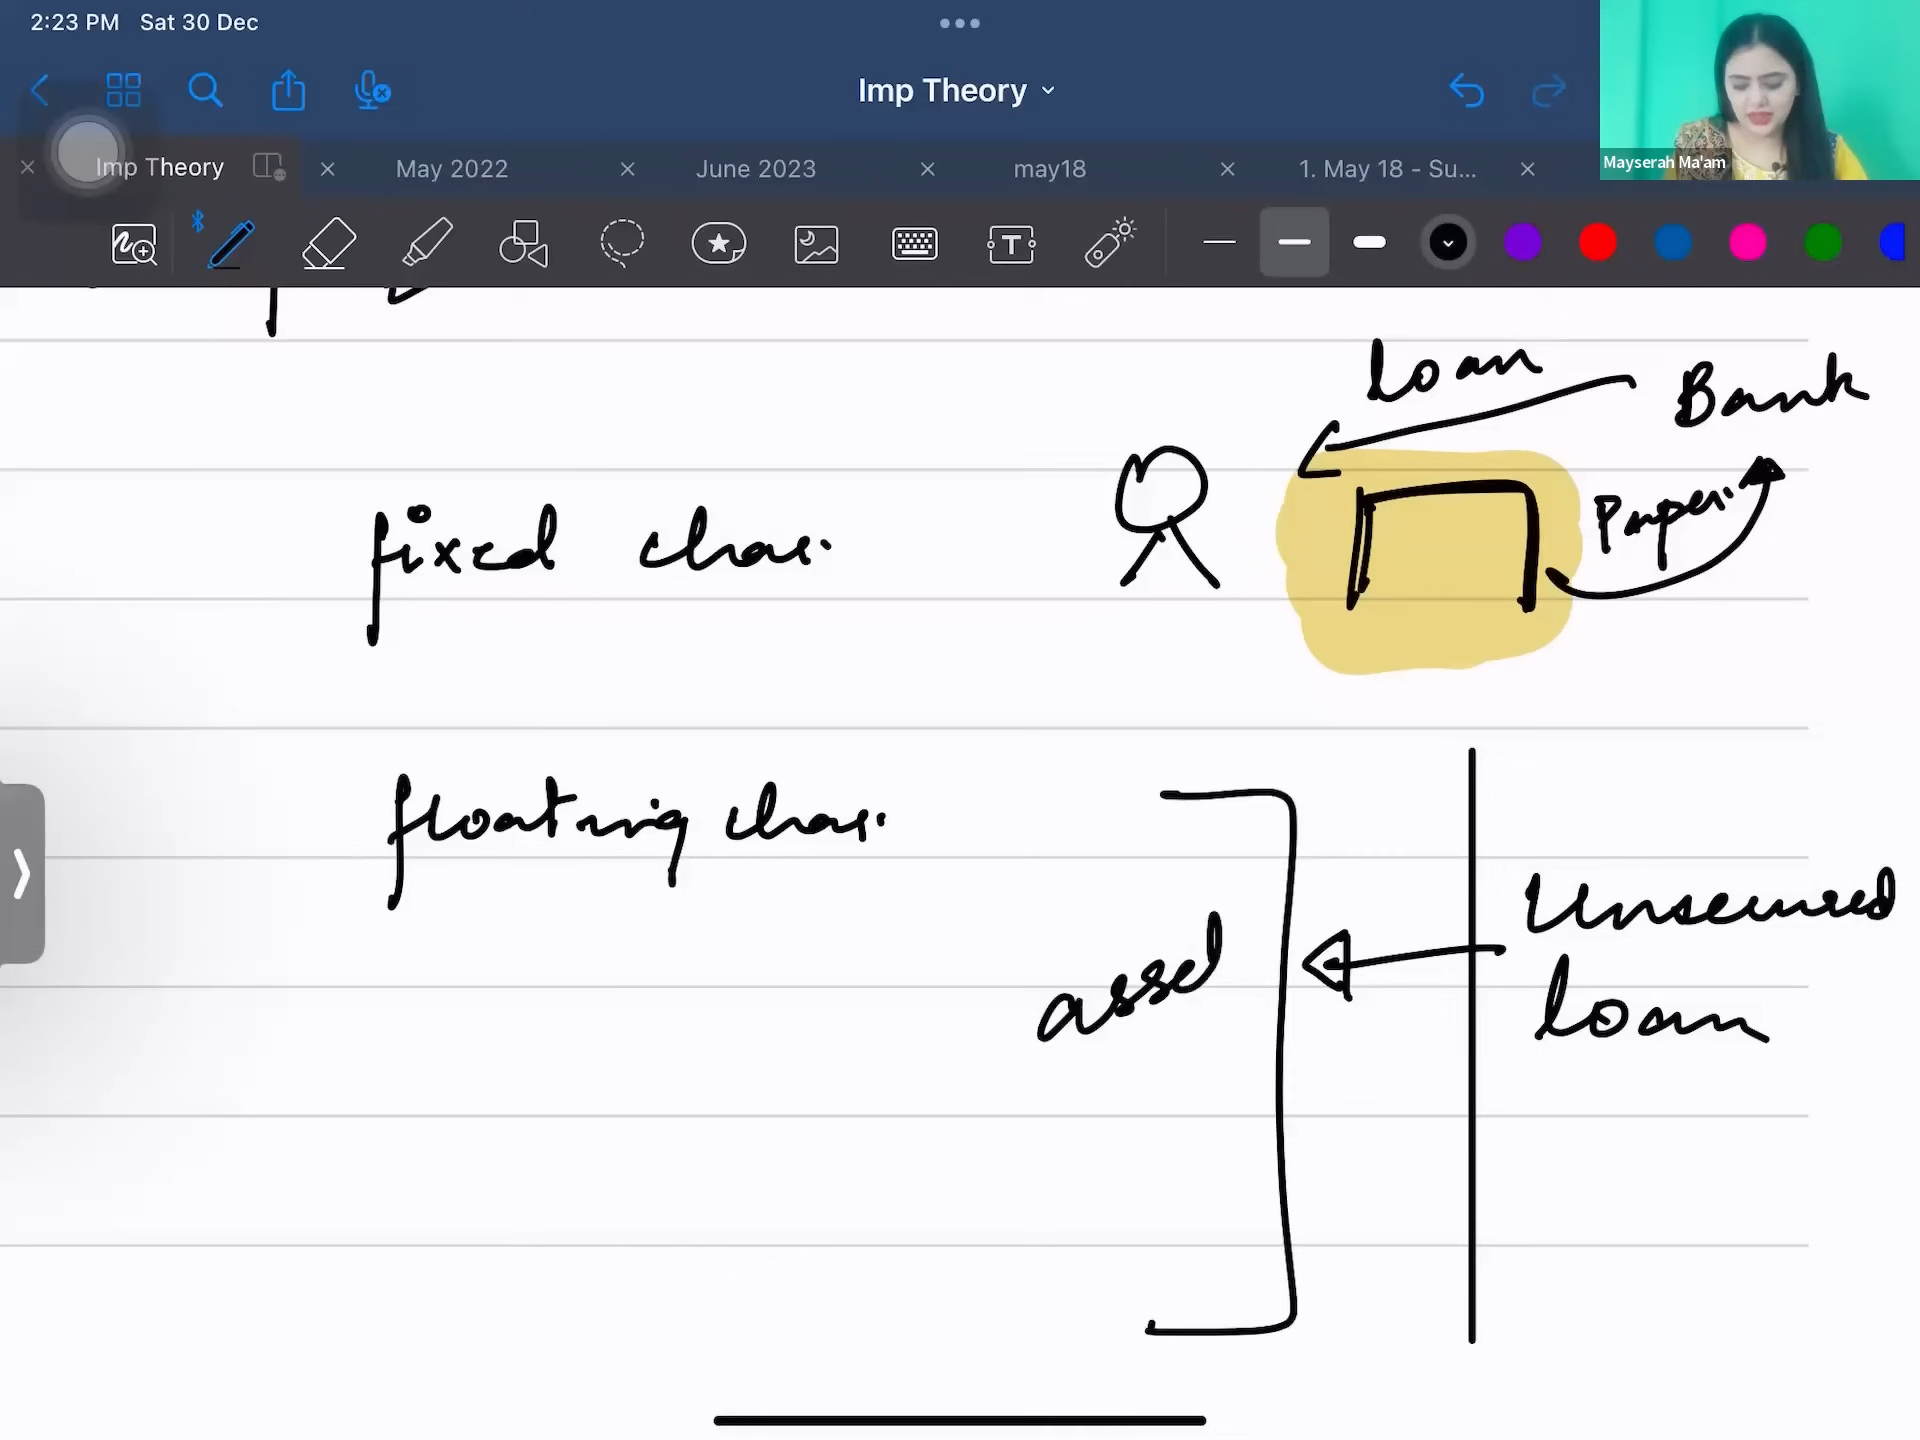 2:23 PM Sat 30 Dec
Imp Theory
Mayserah Ma'am
Imp Theory
May 2022
June 2023
may18
1. May 18 - Su...
T
loan
Bank
fixed char.
Paper.
floating char.
asset
Unsecured
loan